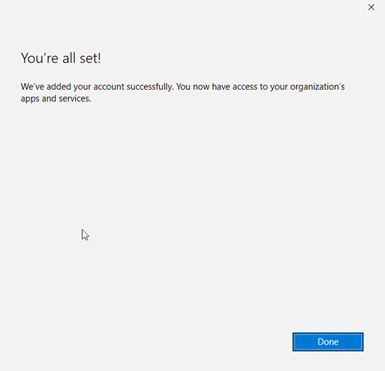 You're all set!
We've added your account successfully. You now have access to your organization's
apps and services.
Done